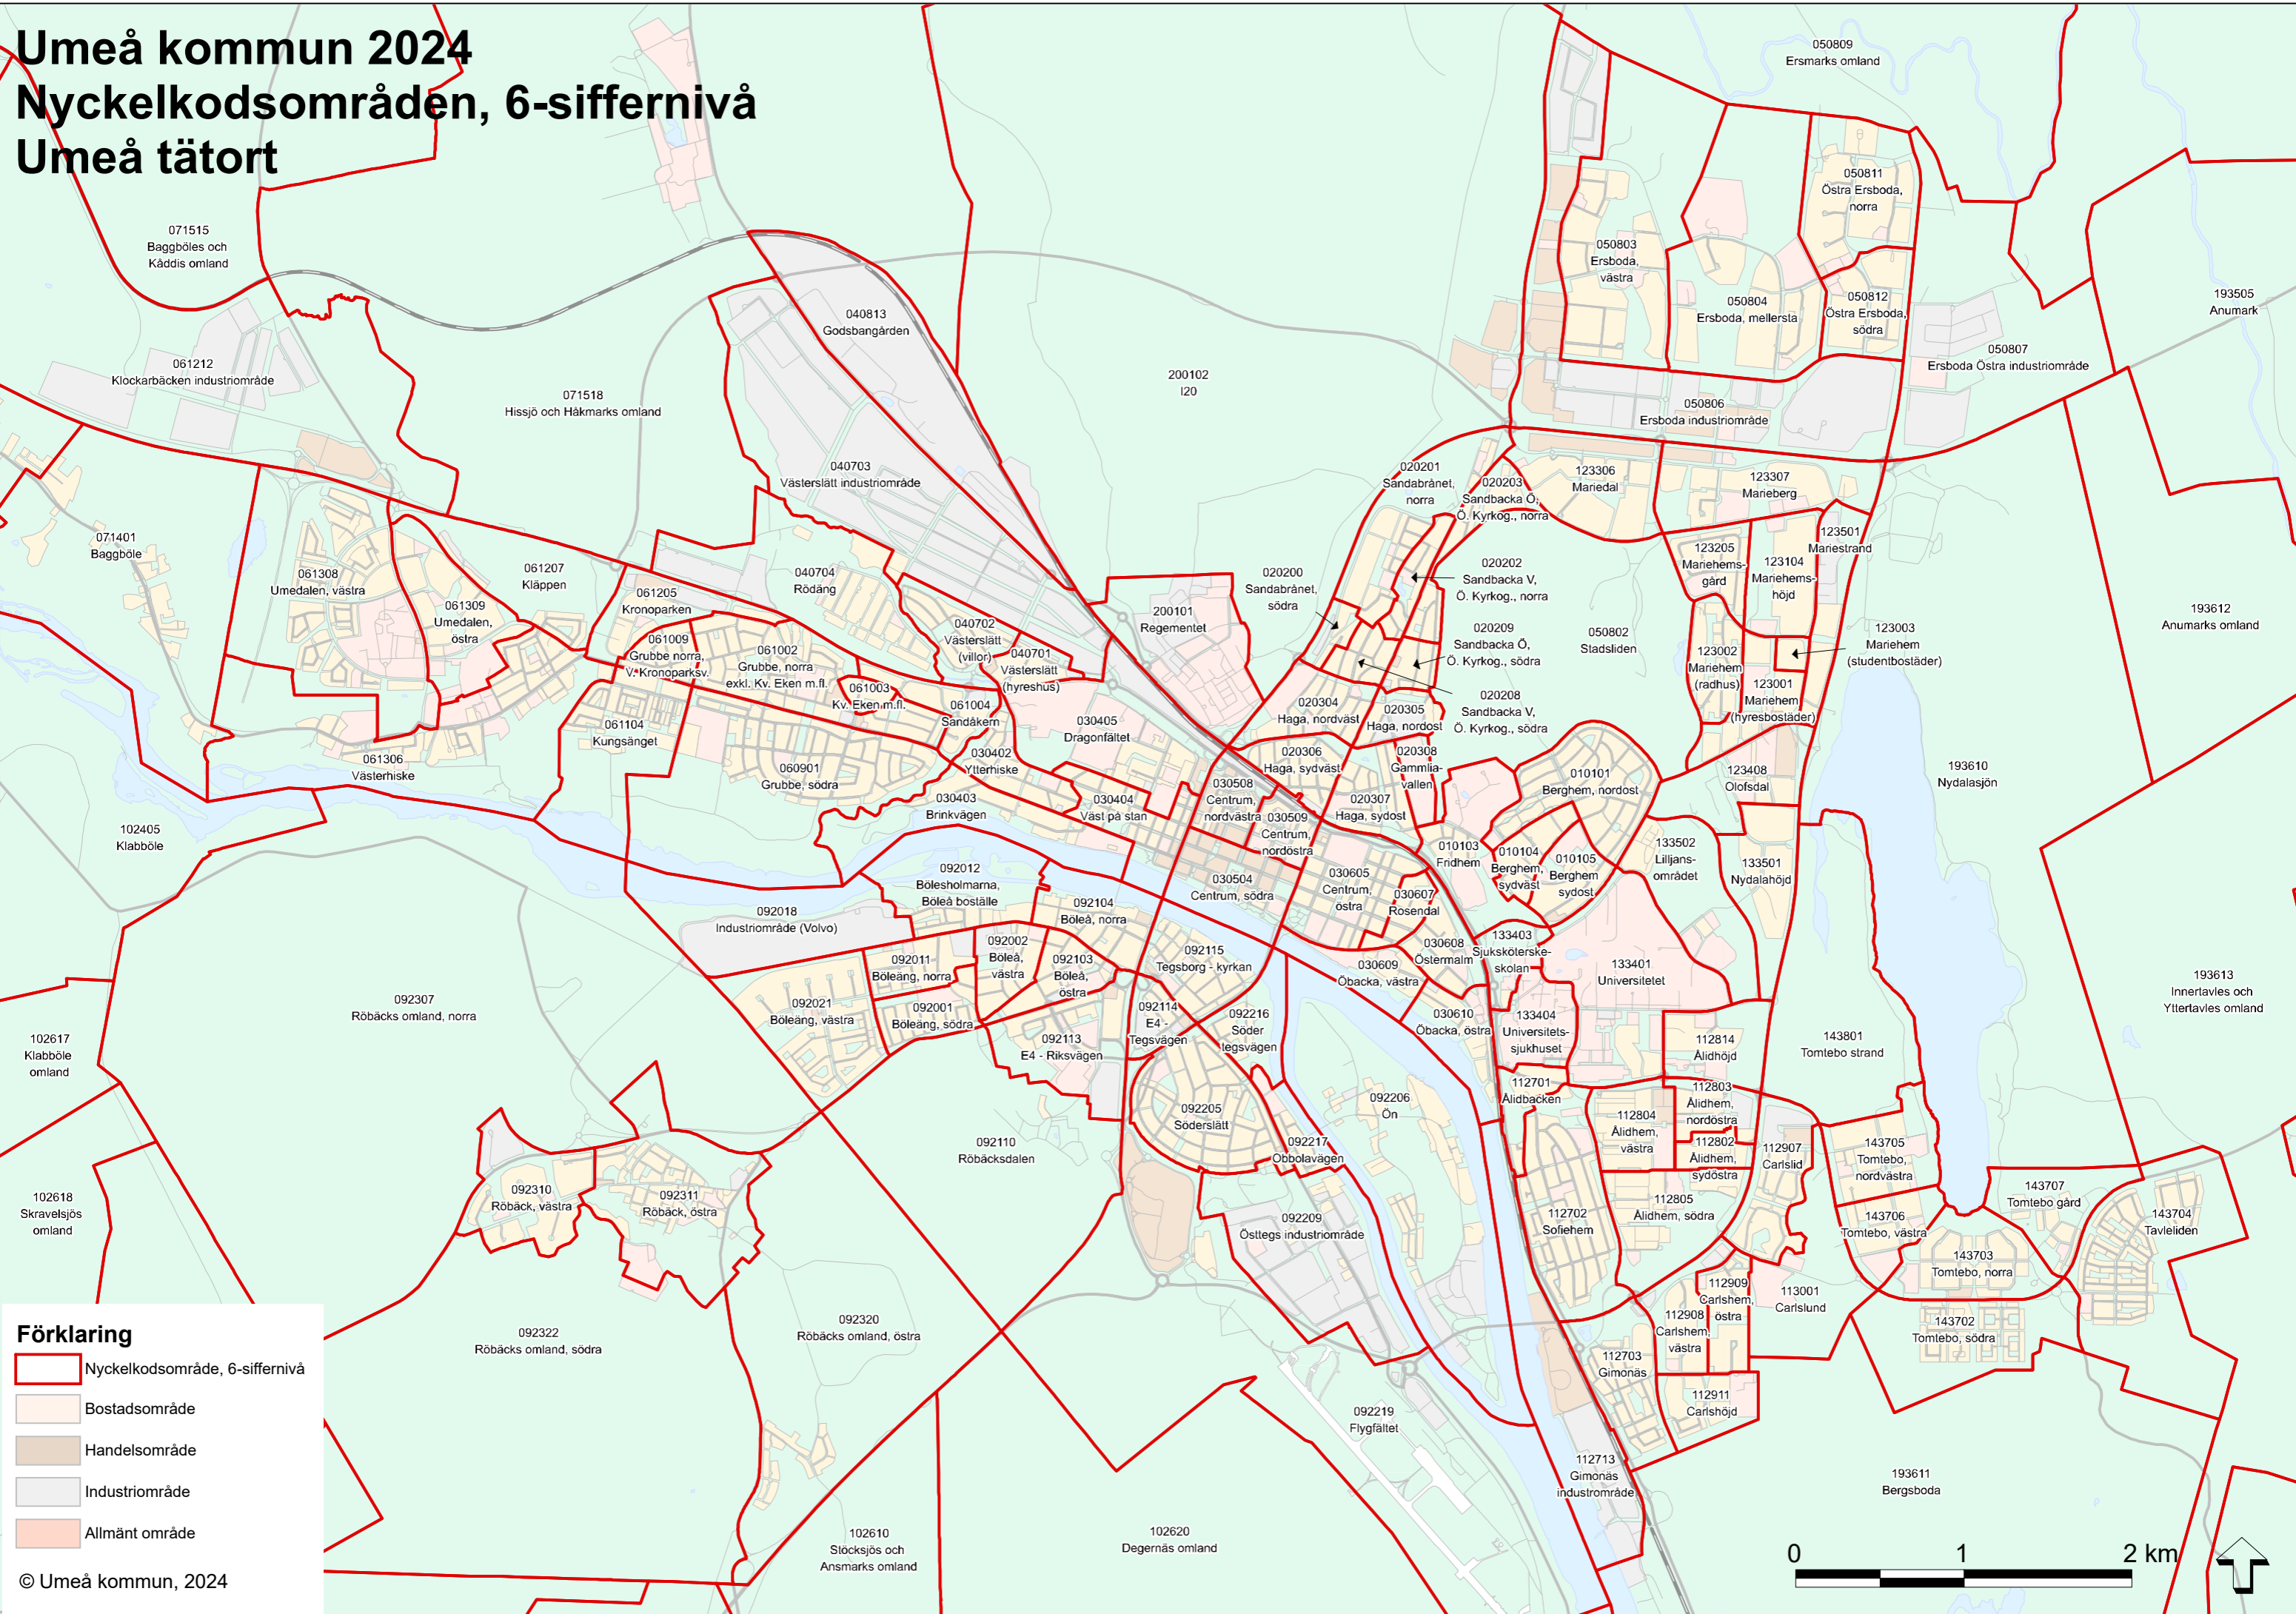 Umeå kommun 2024
Nyckelkodsområden, 6-siffernivå
Umeå tätort
050809
Ersmarks omland
071515
Baggböles och
Kåddis omland
050811
Östra Ersboda,
norra
050803
Ersboda,
västra
050804
Ersboda, mellersta
050812
Östra Ersboda,
södra
193505
Anumark
040813
Godsbangården
050807
Ersboda Östra industriområde
061212
Klockarbäcken industriområde
071518
Hissjö och Håkmarks omland
200102
I20
050806
Ersboda industriområde
040703
Västerslätt industriområde
020201
Sandabrånet,
norra
020203
Sandbacka Ö,
Ö. Kyrkog., norra
123306
Mariedal
123307
Marieberg
071401
Baggböle
061308
Umedalen, västra
061309
Umedalen,
östra
061207
Kläppen
061205
Kronoparken
040704
Rödäng
020200
Sandabrånet,
södra
020202
Sandbacka V,
Ö. Kyrkog., norra
123205
Mariehems-
gård
123104
Mariehems-
höjd
123501
Mariestrand
200101
Regementet
193612
Anumarks omland
061009
Grubbe norra,
V. Kronoparksv.
061002
Grubbe, norra
exkl. Kv. Eken m.fl.
040702
Västerslätt
(villor)
040701
Västerslätt
(hyreshus)
020209
Sandbacka Ö,
Ö. Kyrkog., södra
050802
Stadsliden
123002
Mariehem
(radhus)
123003
Mariehem
(studentbostäder)
123001
Mariehem
(hyresbostäder)
061003
Kv. Eken m.fl.
061004
Sandåkern
020208
Sandbacka V,
Ö. Kyrkog., södra
061104
Kungsänget
030405
Dragonfältet
020304
Haga, nordväst
020305
Haga, nordost
061306
Västerhiske
060901
Grubbe, södra
030402
Ytterhiske
020306
Haga, sydväst
020308
Gammlia-
vallen
010101
Berghem, nordost
123408
Olofsdal
193610
Nydalasjön
102405
Klabböle
030403
Brinkvägen
030404
Väst på stan
030508
Centrum,
nordvästra
030509
Centrum,
nordöstra
020307
Haga, sydost
010103
Fridhem
010104
Berghem,
sydväst
010105
Berghem
sydost
133502
Lilljans-
området
133501
Nydalahöjd
092012
Bölesholmarna,
Böleå boställe
092018
Industriområde (Volvo)
092104
Böleå, norra
030504
Centrum, södra
030605
Centrum,
östra
030607
Rosendal
092011
Böleäng, norra
092002
Böleå,
västra
092103
Böleå,
östra
092115
Tegsborg - kyrkan
030609
Öbacka, västra
030608
Östermalm
133403
Sjuksköterske-
skolan
133401
Universitetet
193613
Innertavles och
Yttertavles omland
092307
Röbäcks omland, norra
092021
Böleäng, västra
092001
Böleäng, södra
092114
E4 -
Tegsvägen
092216
Söder
tegsvägen
030610
Öbacka, östra
133404
Universitets-
sjukhuset
112814
Ålidhöjd
143801
Tomtebo strand
102617
Klabböle
omland
092113
E4 - Riksvägen
112701
Ålidbacken
112803
Ålidhem,
nordöstra
092205
Söderslätt
092206
Ön
112804
Ålidhem,
västra
112802
Ålidhem,
sydöstra
112907
Carlslid
143705
Tomtebo,
nordvästra
092110
Röbäcksdalen
092217
Obbolavägen
102618
Skravelsjös
omland
092310
Röbäck, västra
092311
Röbäck, östra
092209
Östtegs industriområde
112702
Sofiehem
112805
Ålidhem, södra
143706
Tomtebo, västra
143707
Tomtebo gård
143704
Tavleliden
143703
Tomtebo, norra
112909
Carlshem,
östra
113001
Carlslund
092322
Röbäcks omland, södra
092320
Röbäcks omland, östra
112908
Carlshem,
västra
143702
Tomtebo, södra
112703
Gimonäs
112911
Carlshöjd
092219
Flygfältet
112713
Gimonäs
industrområde
193611
Bergsboda
102610
Stöcksjös och
Ansmarks omland
102620
Degernäs omland
Förklaring
Nyckelkodsområde, 6-siffernivå
Bostadsområde
Handelsområde
Industriområde
Allmänt område
© Umeå kommun, 2024
0 1 2 km